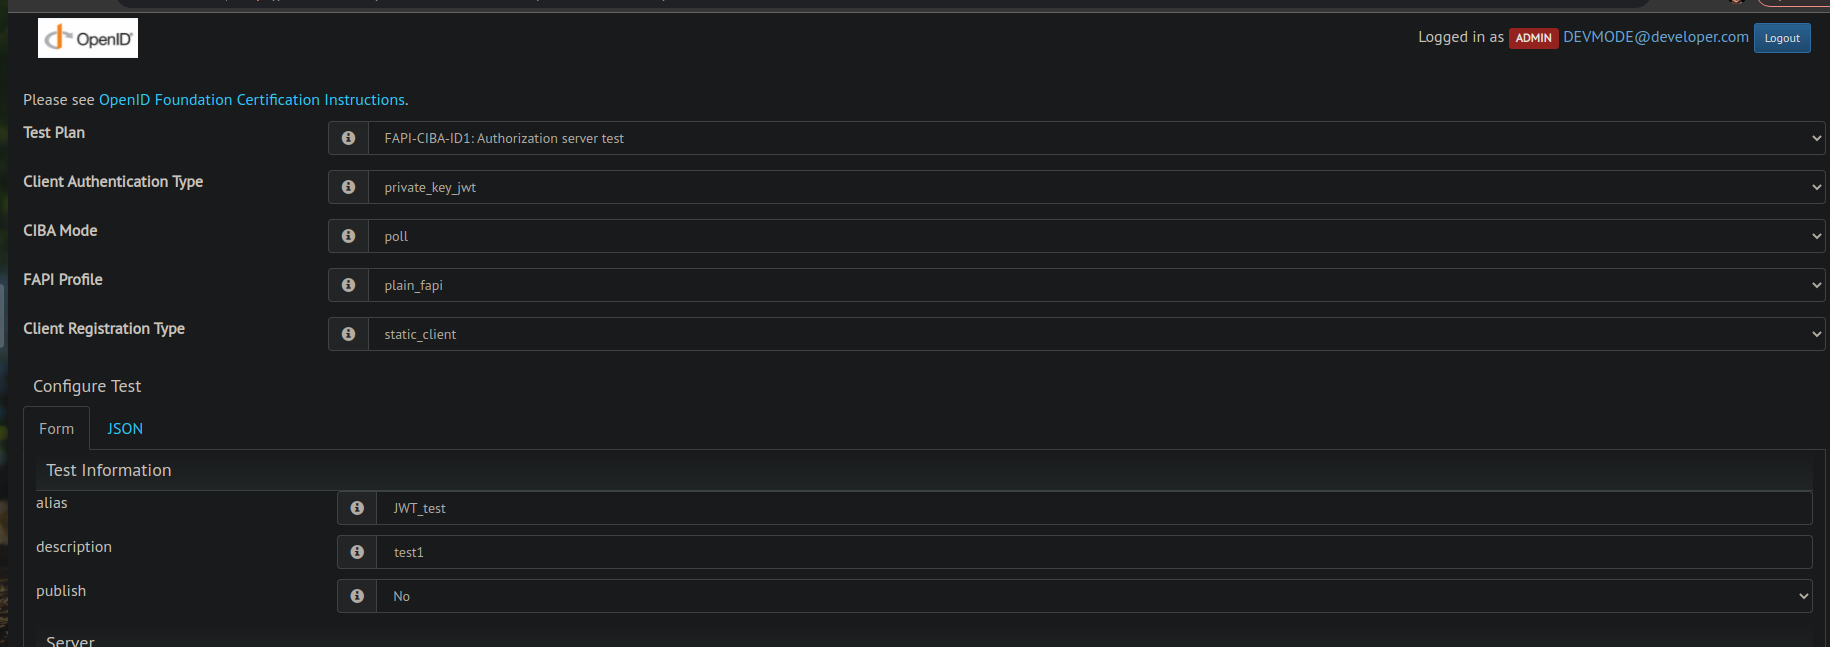 OpenID
Logged in as ADMIN DEVMODE@developer.com Logout
Please see OpenID Foundation Certification Instructions.
Test Plan
FAPI-CIBA-ID1: Authorization server test
Client Authentication Type
private_key_jwt
CIBA Mode
poll
FAPI Profile
plain_fapi
Client Registration Type
static_client
Configure Test
Form JSON
Test Information
alias
JWT_test
description
test1
publish
No
Server